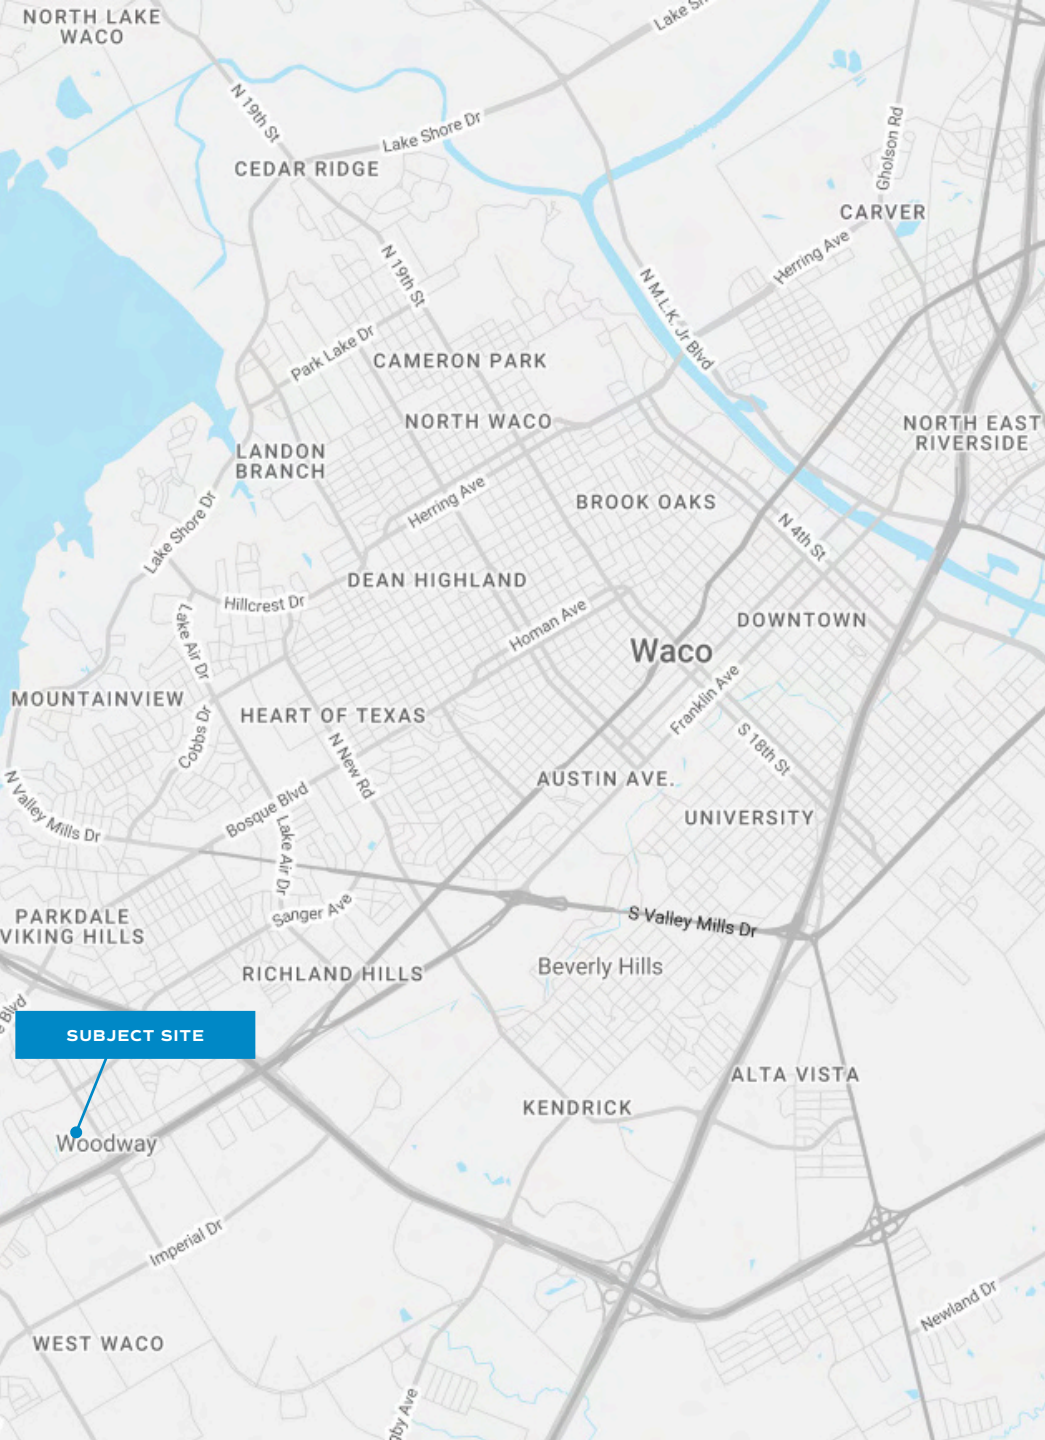 NORTH LAKE
WACO
Lake
N 19th St
Lake Shore Dr
Gholson Rd
CEDAR RIDGE
CARVER
Herring Ave
N 19th St
N M.L.K. Jr Blvd
Park Lake Dr
CAMERON PARK
NORTH WACO
NORTH EAST
RIVERSIDE
LANDON
BRANCH
Herring Ave
BROOK OAKS
Lake Shore Dr
N 4th St
DEAN HIGHLAND
Hillcrest Dr
Homan Ave
DOWNTOWN
Lake Air Dr
Waco
MOUNTAINVIEW
Franklin Ave
HEART OF TEXAS
Cobbs Dr
N New Rd
S 18th St
AUSTIN AVE.
N Valley Mills Dr
Bosque Blvd
UNIVERSITY
Lake Air Dr
Sanger Ave
PARKDALE
VIKING HILLS
S Valley Mills Dr
RICHLAND HILLS
Beverly Hills
Blvd
SUBJECT SITE
ALTA VISTA
KENDRICK
Woodway
Imperial Dr
Newland Dr
WEST WACO
Ave